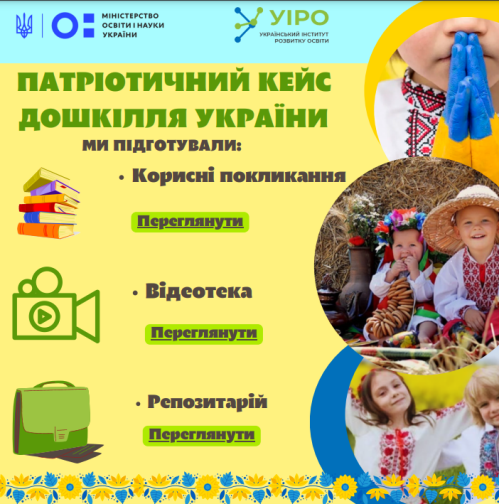 МІНІСТЕРСТВО
ОСВІТИ І НАУКИ
УКРАЇНИ
УІРО
УКРАЇНСЬКИЙ ІНСТИТУТ
РОЗВИТКУ ОСВІТИ
ПАТРІОТИЧНИЙ КЕЙС
ДОШКІЛЛЯ УКРАЇНИ
МИ ПІДГОТУВАЛИ:
• Корисні покликання
Переглянути
• Відеотека
Переглянути
• Репозитарій
Переглянути